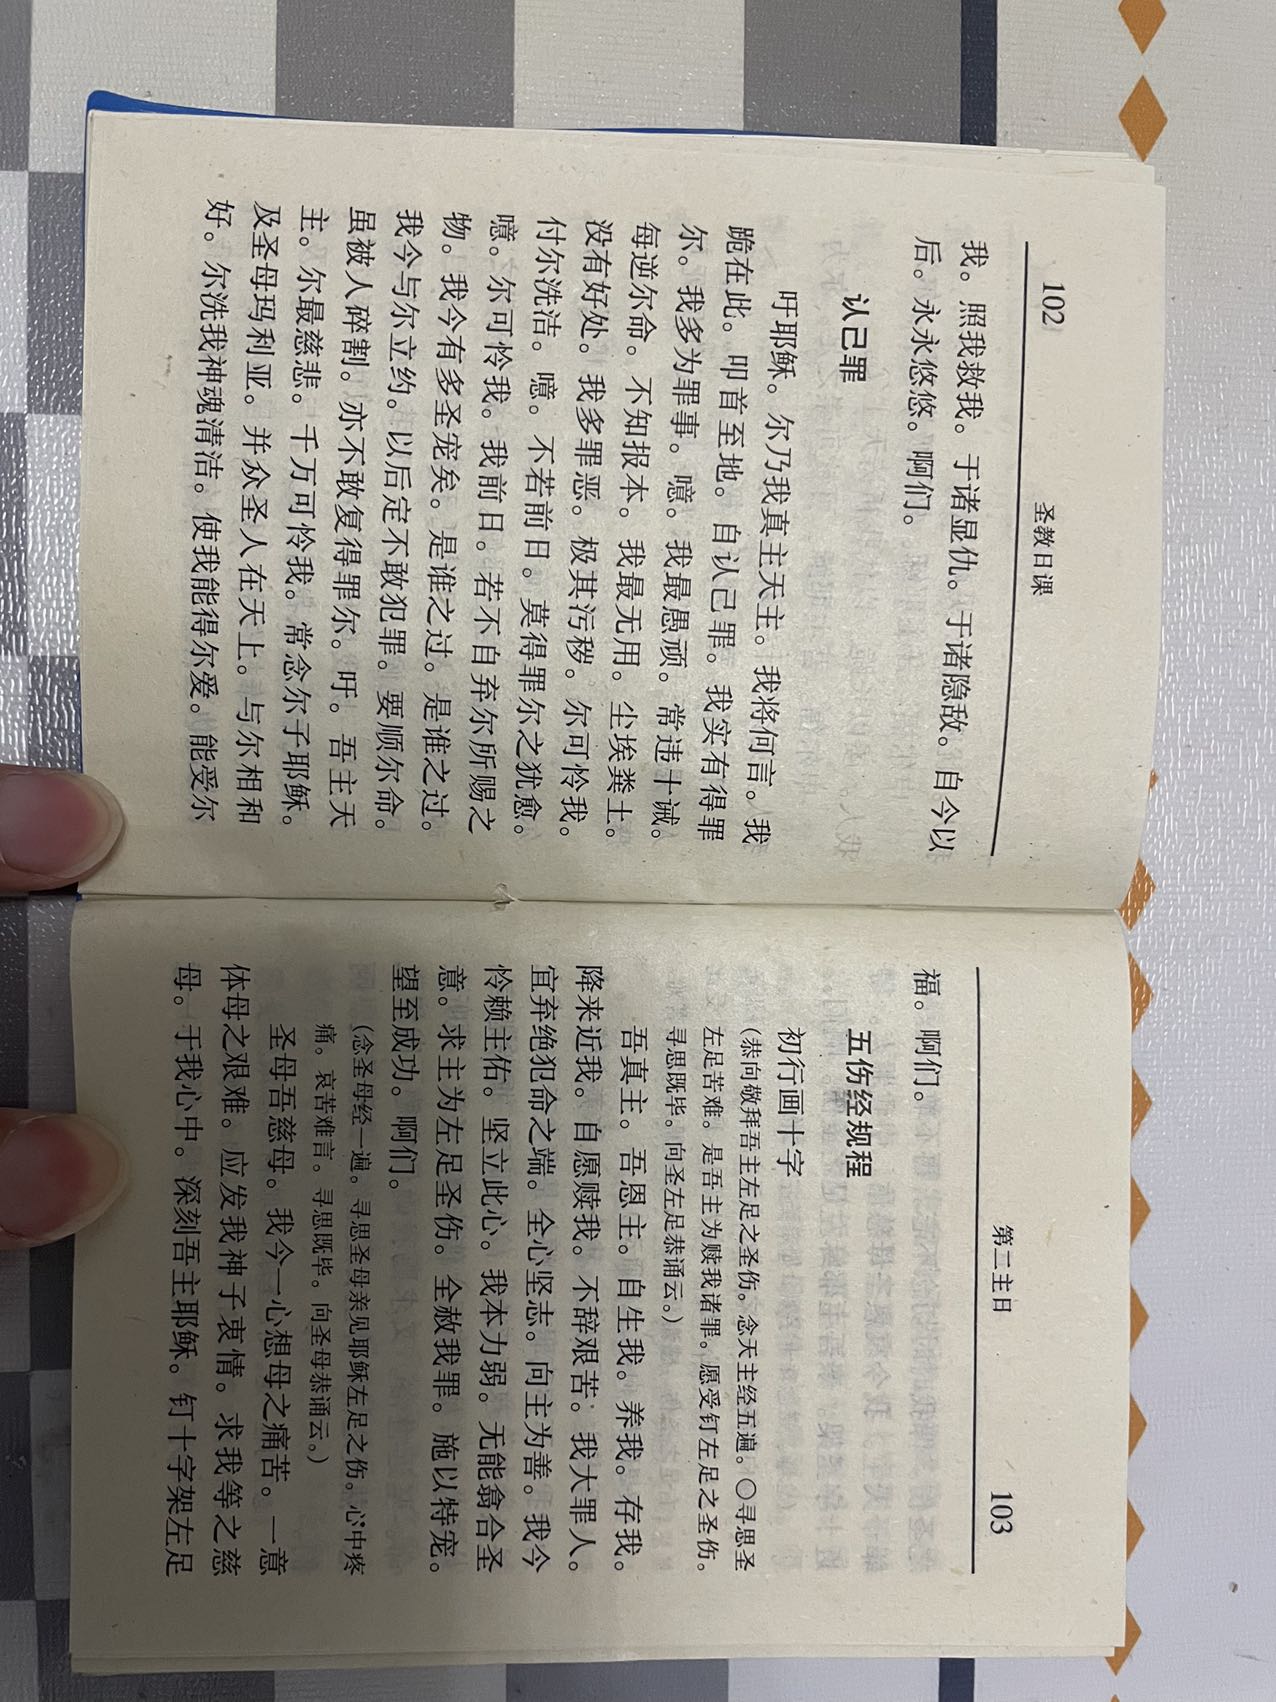 102 圣教日课
我。照我救我。于诸显仇。于诸隐敌。自今以
后。永永悠悠。啊们。
认己罪
吁耶稣。尔乃我真主天主。我将何言。我
跪在此。叩首至地。自认己罪。我实有得罪
尔。我多为罪事。噫。我最愚顽。常违十诫。
每逆尔命。不知报本。我最无用。尘埃粪土。
没有好处。我多罪恶。极其污秽。尔可怜我。
付尔洗洁。噫。不若前日。莫得罪尔之犹愈。
噫。尔可怜我。我前日。若不自弃尔所赐之
物。我今有多圣宠矣。是谁之过。是谁之过。
我今与尔立约。以后定不敢犯罪。要顺尔命。
虽被人碎割。亦不敢复得罪尔。吁。吾主天
主。尔最慈悲。千万可怜我。常念尔子耶稣。
及圣母玛利亚。并众圣人在天上。与尔相和
好。尔洗我神魂清洁。使我能得尔爱。能受尔
第二主日 103
福。啊们。
五伤经规程
初行画十字
(恭向敬拜吾主左足之圣伤。念天主经五遍。○寻思圣
左足苦难。是吾主为赎我诸罪。愿受钉左足之圣伤。
寻思既毕。向圣左足恭诵云。)
吾真主。吾恩主。自生我。养我。存我。
降来近我。自愿赎我。不辞艰苦。我大罪人。
宜弃绝犯命之端。全心坚志。向主为善。我今
怜赖主佑。坚立此心。我本力弱。无能翕合圣
意。求主为左足圣伤。全赦我罪。施以特宠。
望至成功。啊们。
(念圣母经一遍。寻思圣母亲见耶稣左足之伤。心中疼
痛。哀苦难言。寻思既毕。向圣母恭诵云。)
圣母吾慈母。我今一心想母之痛苦。一意
体母之艰难。应发我神子衷情。求我等之慈
母。于我心中。深刻吾主耶稣。钉十字架左足